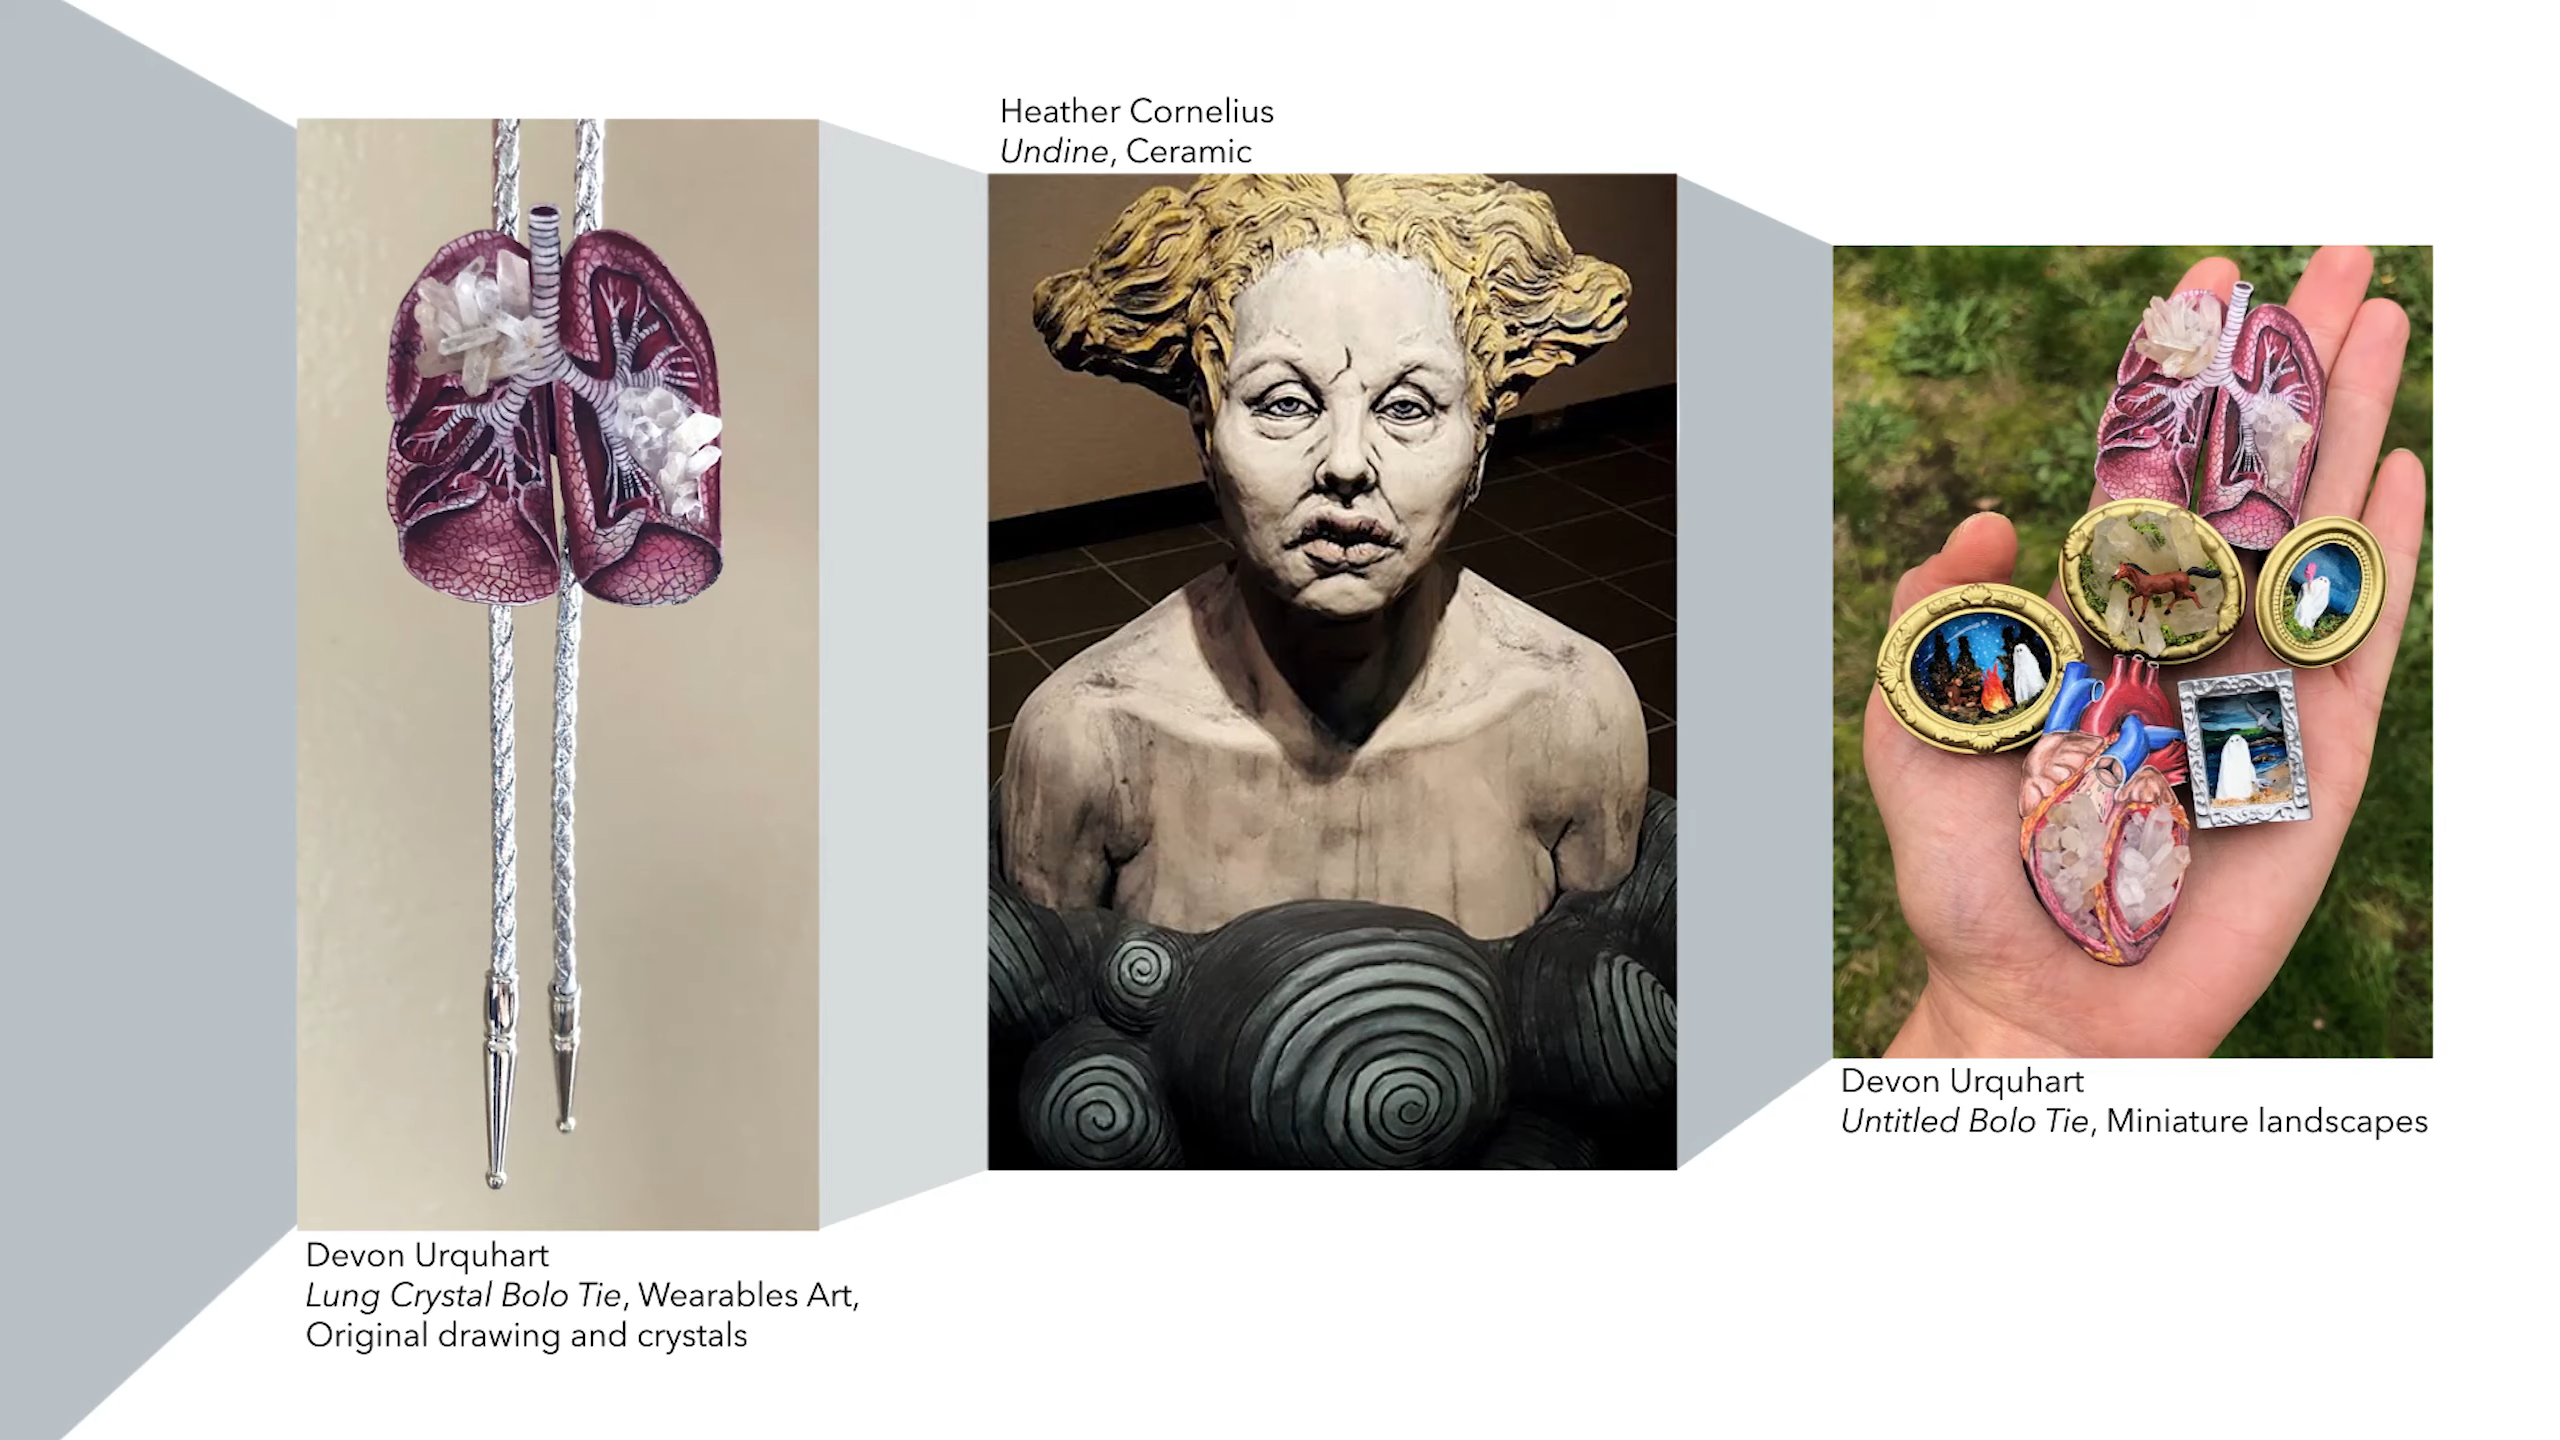 Devon Urquhart
Lung Crystal Bolo Tie, Wearables Art,
Original drawing and crystals
Heather Cornelius
Undine, Ceramic
Devon Urquhart
Untitled Bolo Tie, Miniature landscapes